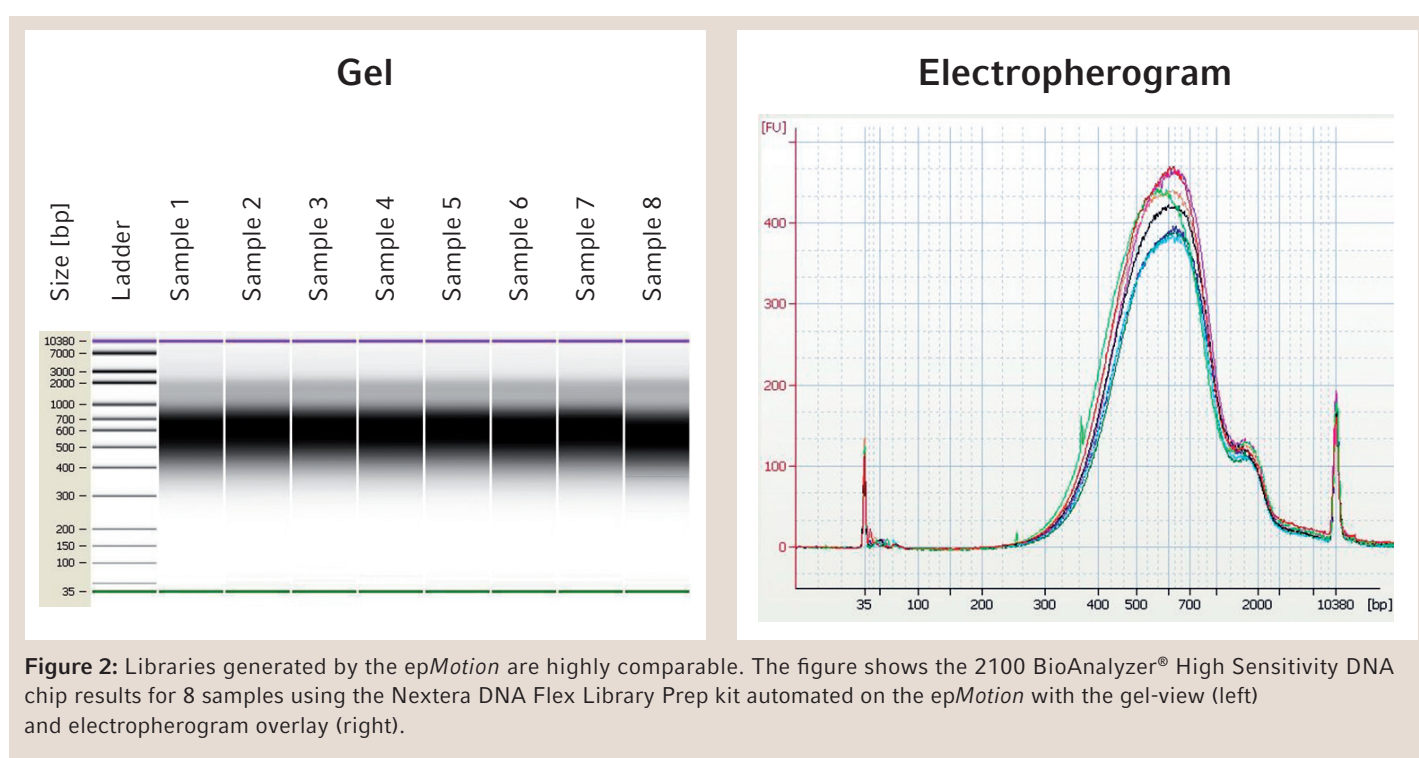 Gel
Size [bp]
Ladder
Sample 1
Sample 2
Sample 3
Sample 4
Sample 5
Sample 6
Sample 7
Sample 8
10380
7000
3000
2000
1000
700
600
500
400
300
200
150
100
35
Electropherogram
[FU]
400
300
200
100
0
35 100 200 300 400 500 700 2000 10380 [bp]
Figure 2: Libraries generated by the epMotion are highly comparable. The figure shows the 2100 BioAnalyzer® High Sensitivity DNA
chip results for 8 samples using the Nextera DNA Flex Library Prep kit automated on the epMotion with the gel-view (left)
and electropherogram overlay (right).